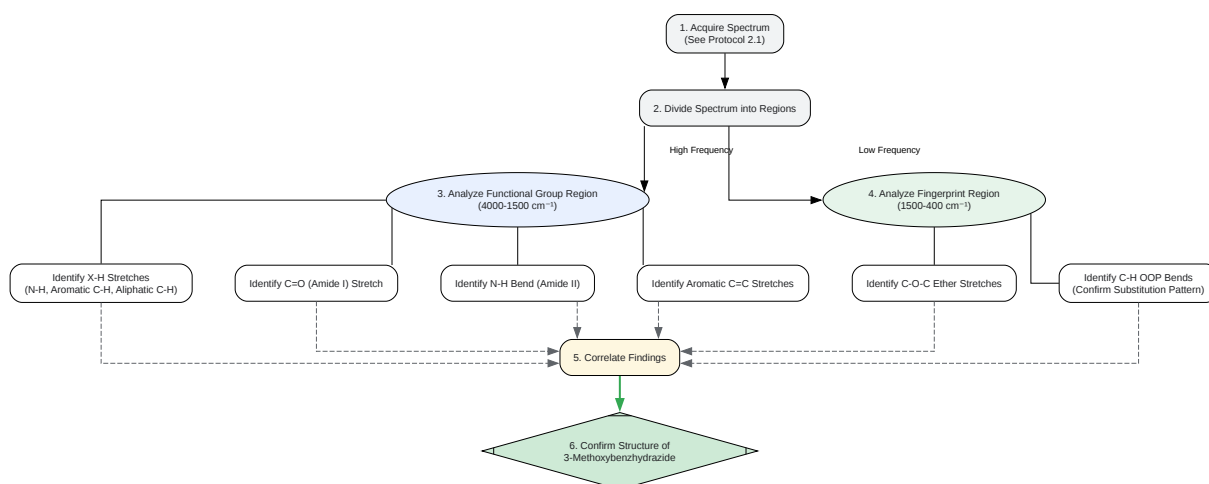 1. Acquire Spectrum
(See Protocol 2.1)
2. Divide Spectrum into Regions
High Frequency
Low Frequency
3. Analyze Functional Group Region
(4000-1500 cm⁻¹)
4. Analyze Fingerprint Region
(1500-400 cm⁻¹)
Identify X-H Stretches
(N-H, Aromatic C-H, Aliphatic C-H)
Identify C=O (Amide I) Stretch
Identify N-H Bend (Amide II)
Identify Aromatic C=C Stretches
Identify C-O-C Ether Stretches
Identify C-H OOP Bends
(Confirm Substitution Pattern)
5. Correlate Findings
6. Confirm Structure of
3-Methoxybenzhydrazide